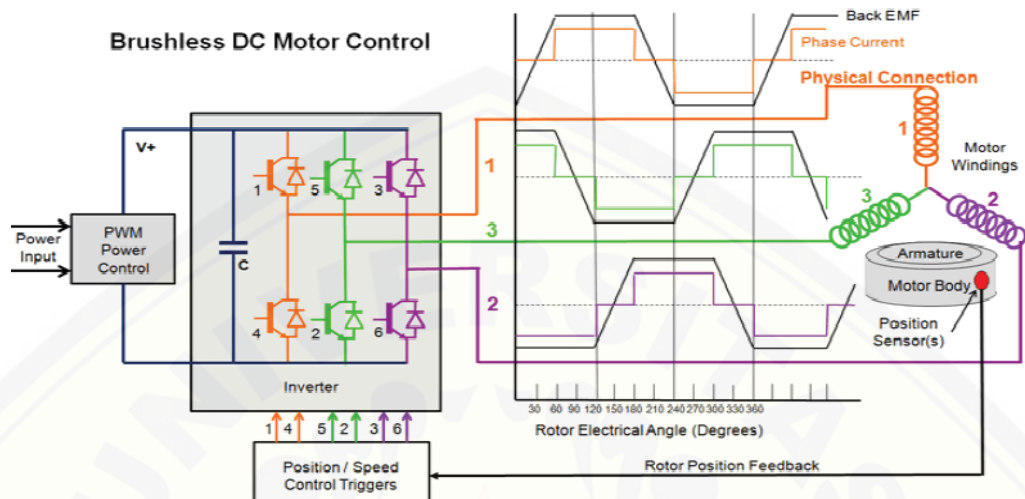 Brushless DC Motor Control
Back EMF
Phase Current
Physical Connection
V+
1
5
3
1
3
2
1
Motor
Windings
3
2
Power
Input
PWM
Power
Control
C
4
2
6
Inverter
Armature
Motor Body
Position
Sensor(s)
30 60 90 120 150 180 210 240 270 300 330 360
Rotor Electrical Angle (Degrees)
1 4 5 2 3 6
Position / Speed
Control Triggers
Rotor Position Feedback